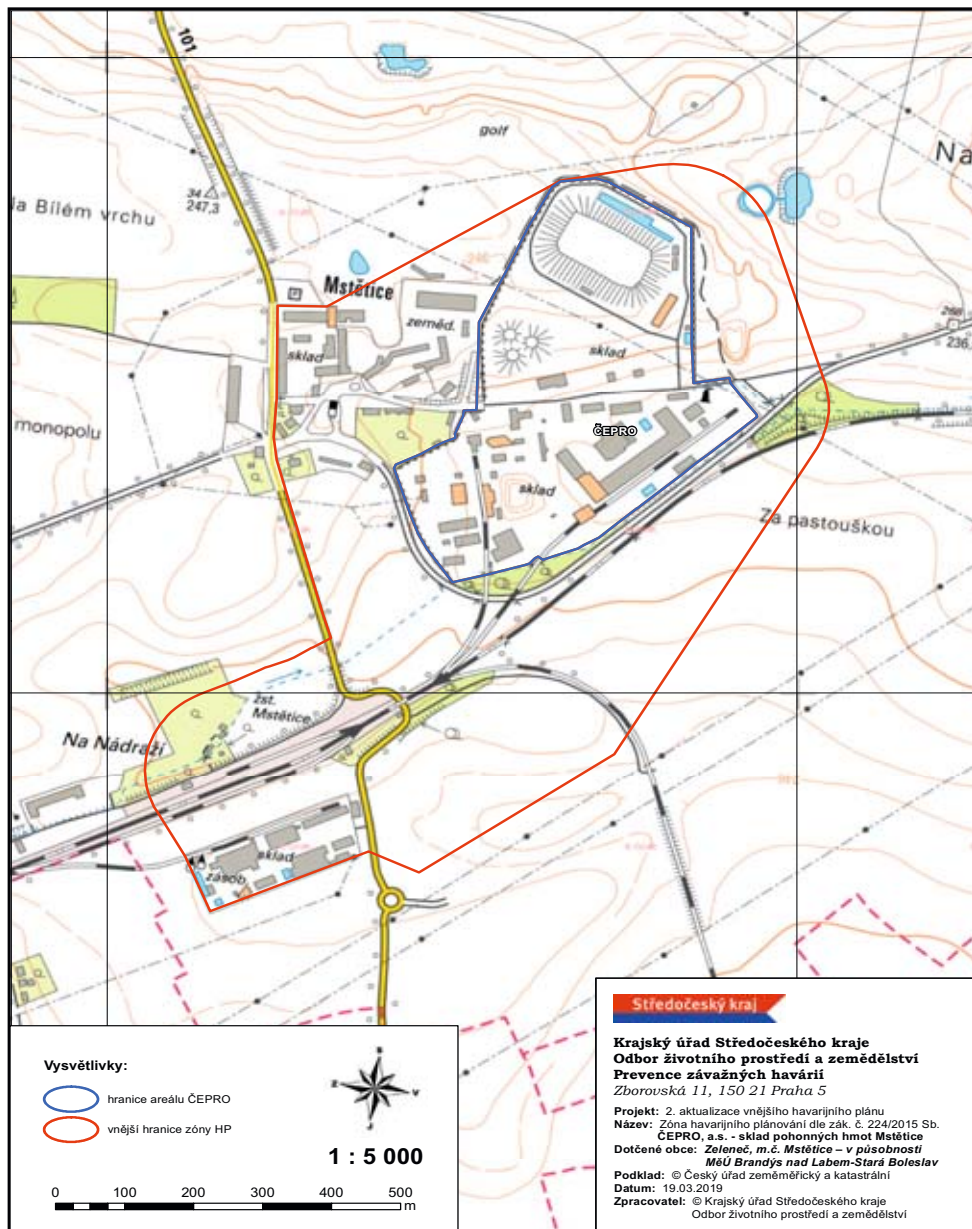 101
golf
Na
34
247,3
la Bílém vrchu
Mstětice
zeměd.
sklad
sklad
268
236,
monopolu
ČEPRO
sklad
Za pastouškou
žst.
Mstětice
Na Nádraží
sklad
zásob
Vysvětlivky:
hranice areálu ČEPRO
vnější hranice zóny HP
s
z
v
J
1 : 5 000
0 100 200 300 400 500
m
Středočeský kraj
Krajský úřad Středočeského kraje
Odbor životního prostředí a zemědělství
Prevence závažných havárií
Zborovská 11, 150 21 Praha 5
Projekt: 2. aktualizace vnějšího havarijního plánu
Název: Zóna havarijního plánování dle zák. č. 224/2015 Sb.
ČEPRO, a.s. - sklad pohonných hmot Mstětice
Dotčené obce: Zeleneč, m.č. Mstětice – v působnosti
MěÚ Brandýs nad Labem-Stará Boleslav
Podklad: © Český úřad zeměměřický a katastrální
Datum: 19.03.2019
Zpracovatel: © Krajský úřad Středočeského kraje
Odbor životního prostředí a zemědělství